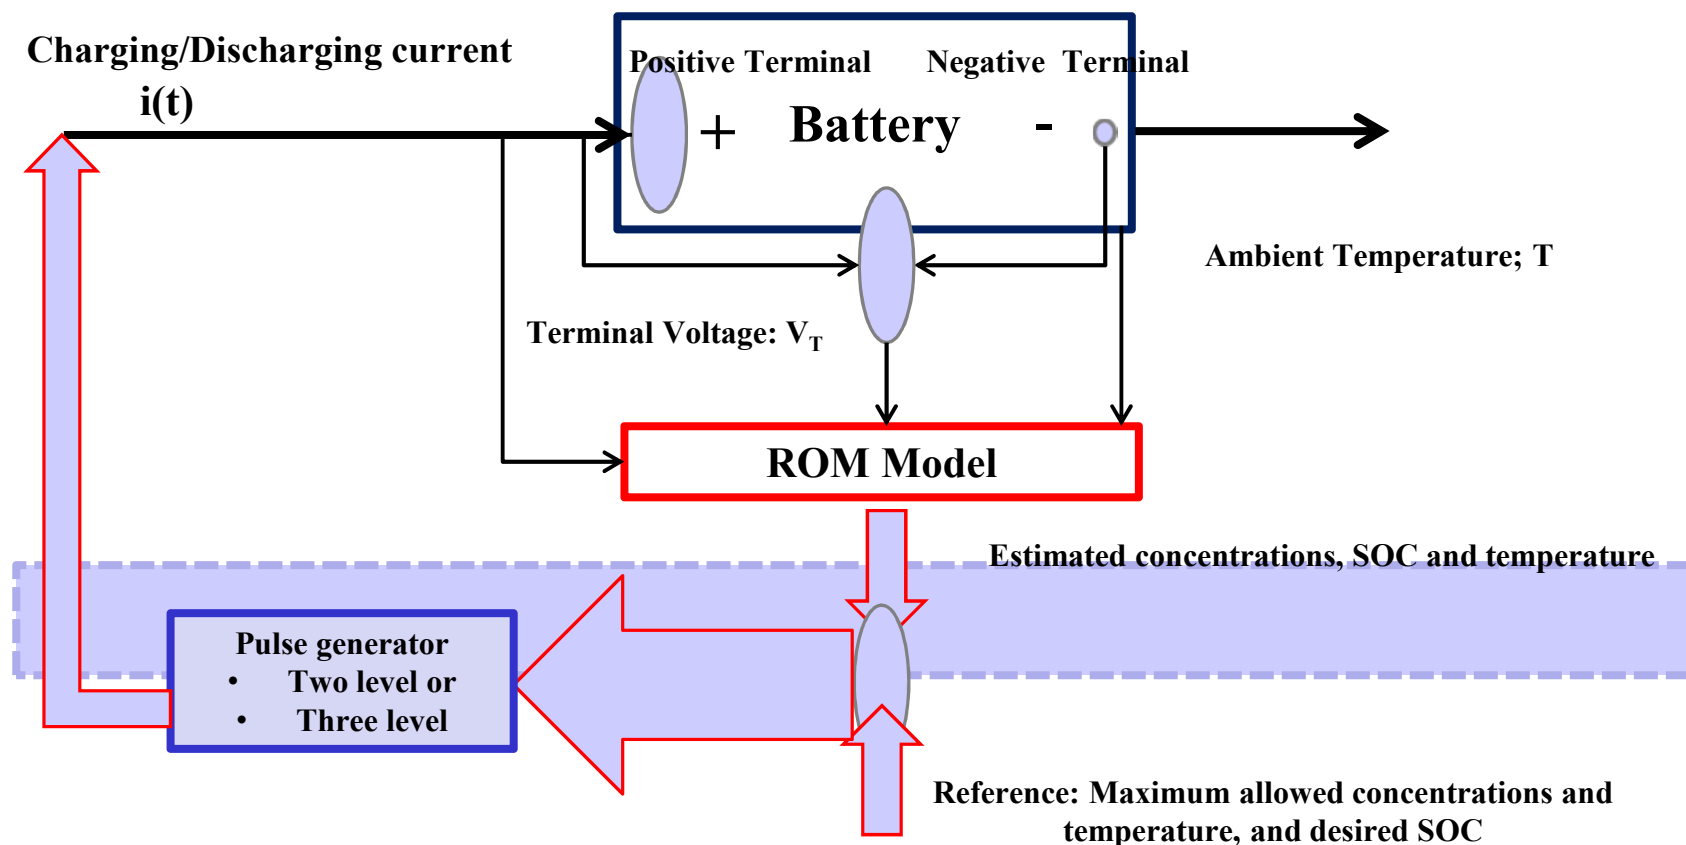 Charging/Discharging current
i(t)
Positive Terminal
Negative Terminal
+ Battery -
Ambient Temperature; T
Terminal Voltage: V_T
ROM Model
Estimated concentrations, SOC and temperature
Pulse generator
• Two level or
• Three level
Reference: Maximum allowed concentrations and
temperature, and desired SOC